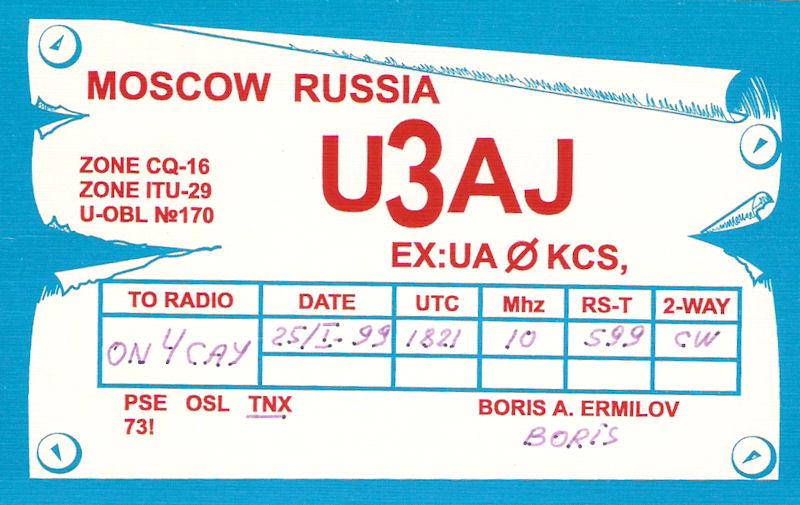 MOSCOW RUSSIA
U3AJ
ZONE CQ-16
ZONE ITU-29
U-OBL №170
EX:UA Ø KCS,
TO RADIO DATE UTC Mhz RS-T 2-WAY
ON4CAY 25/I-99 1821 10 599 CW
PSE OSL TNX
73!
BORIS A. ERMILOV
BORIS